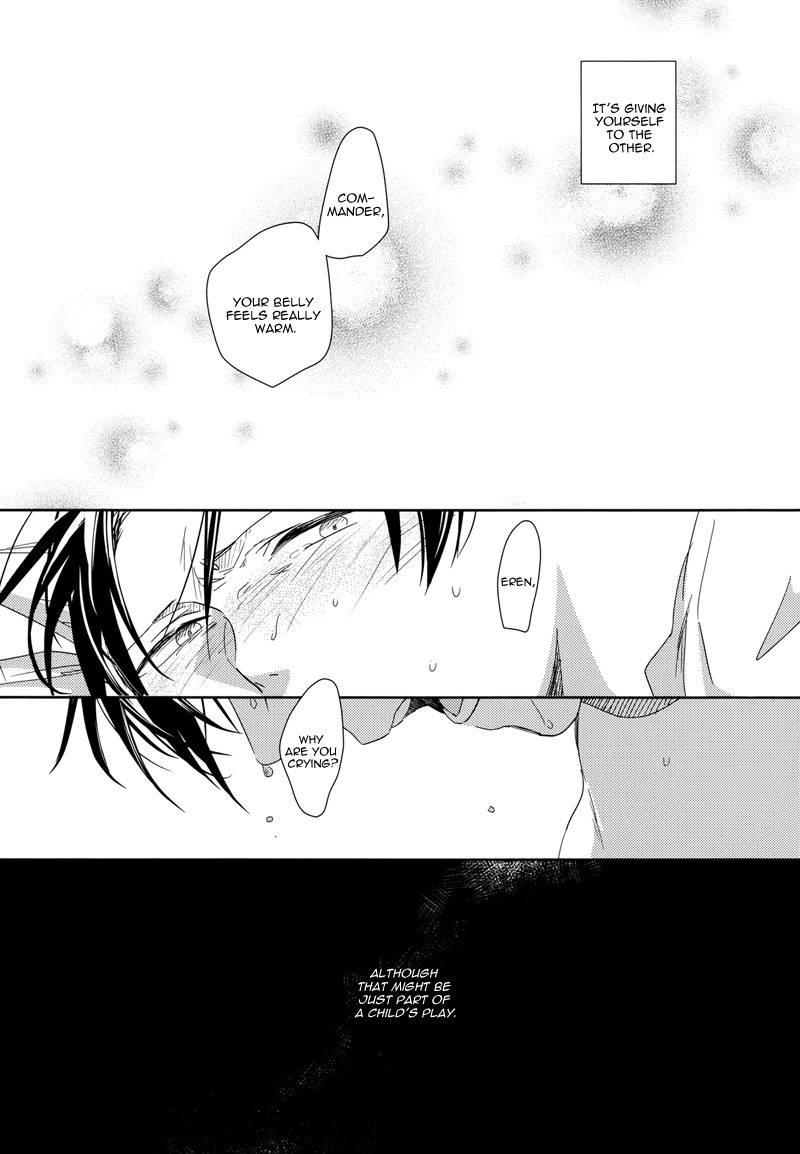 IT'S GIVING
YOURSELF
TO THE
OTHER.
COM-
MANDER,
YOUR BELLY
FEELS REALLY
WARM.
EREN,
WHY
ARE YOU
CRYING?
ALTHOUGH
THAT MIGHT BE
JUST PART OF
A CHILD'S PLAY.